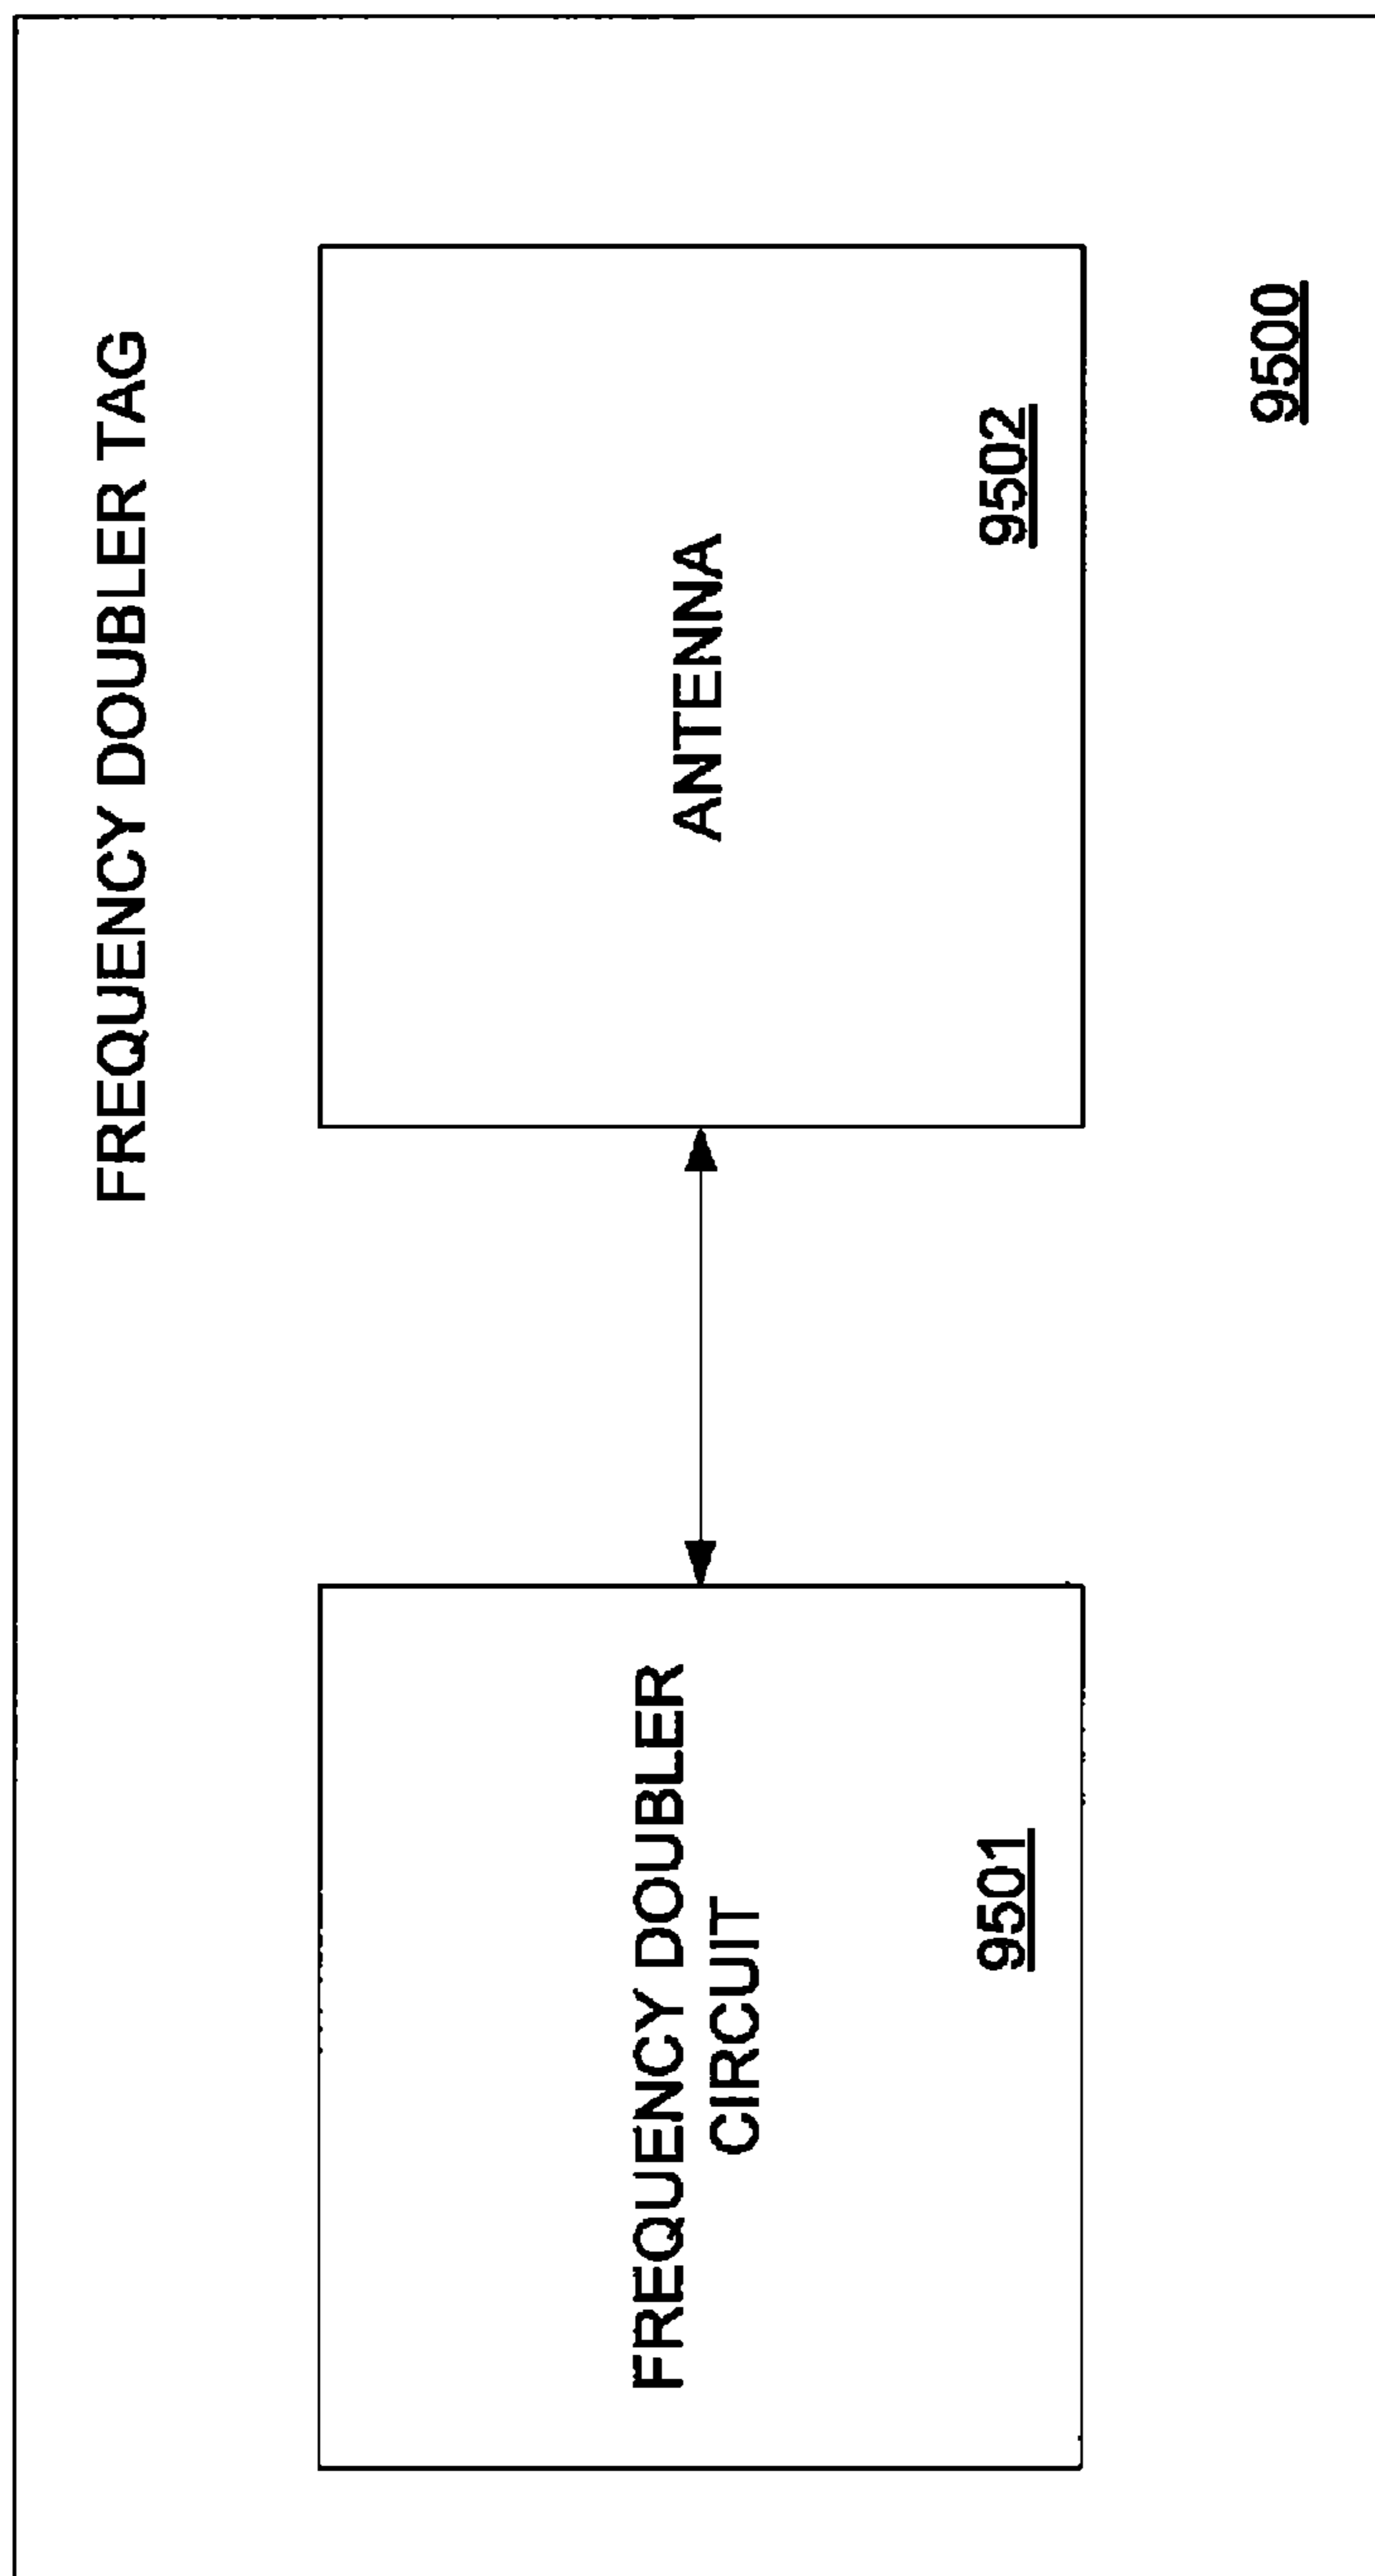 FREQUENCY DOUBLER TAG
FREQUENCY DOUBLER
CIRCUIT
9501
ANTENNA
9502
9500